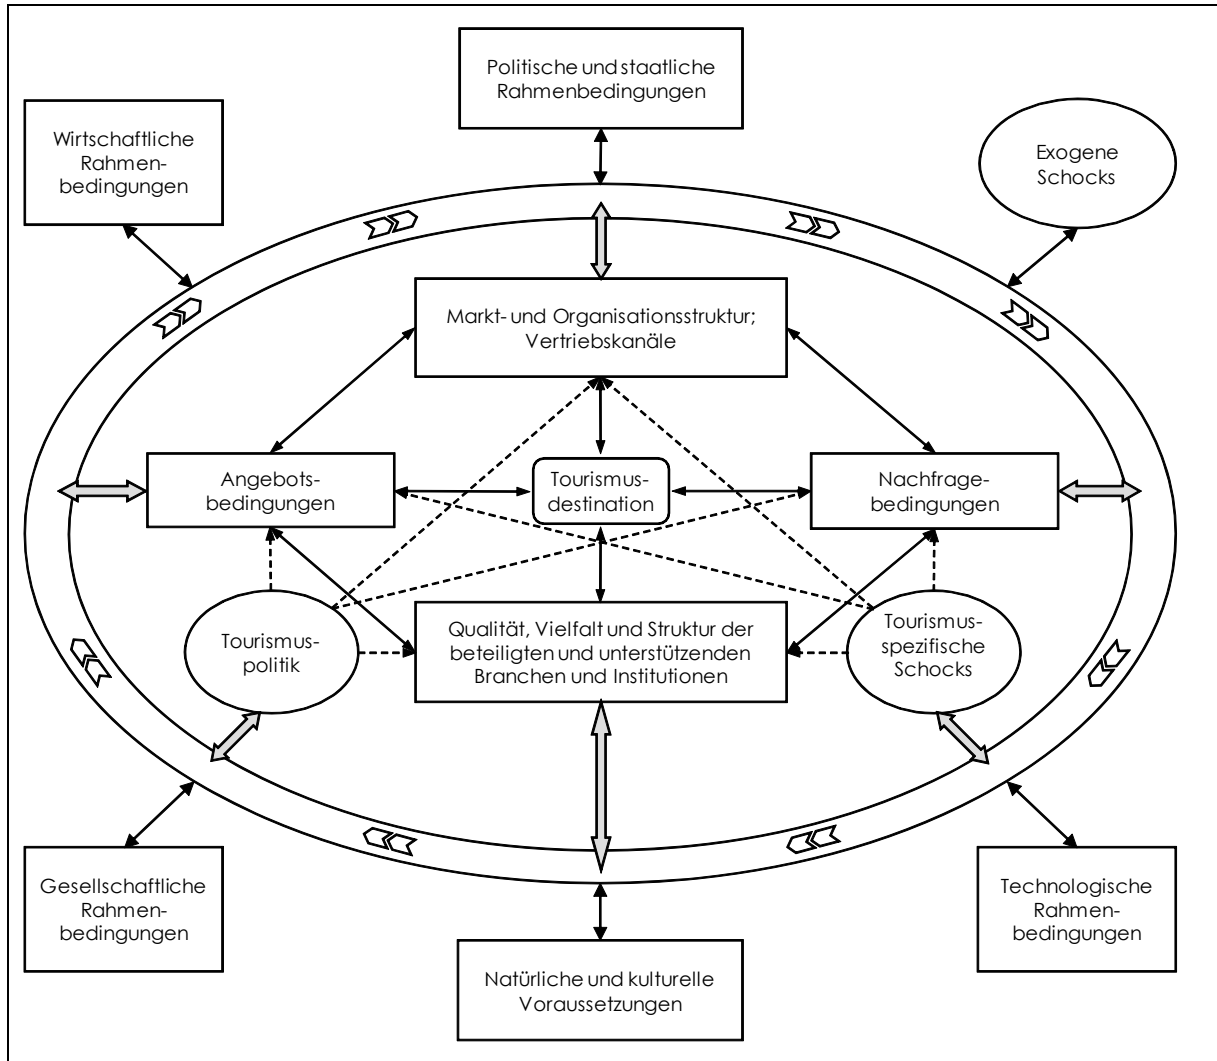 Politische und staatliche
Rahmenbedingungen
Wirtschaftliche
Rahmen-
bedingungen
Exogene
Schocks
Markt- und Organisationsstruktur;
Vertriebskanäle
Angebots-
bedingungen
Tourismus-
destination
Nachfrage-
bedingungen
Tourismus-
politik
Qualität, Vielfalt und Struktur der
beteiligten und unterstützenden
Branchen und Institutionen
Tourismus-
spezifische
Schocks
Gesellschaftliche
Rahmen-
bedingungen
Natürliche und kulturelle
Voraussetzungen
Technologische
Rahmen-
bedingungen